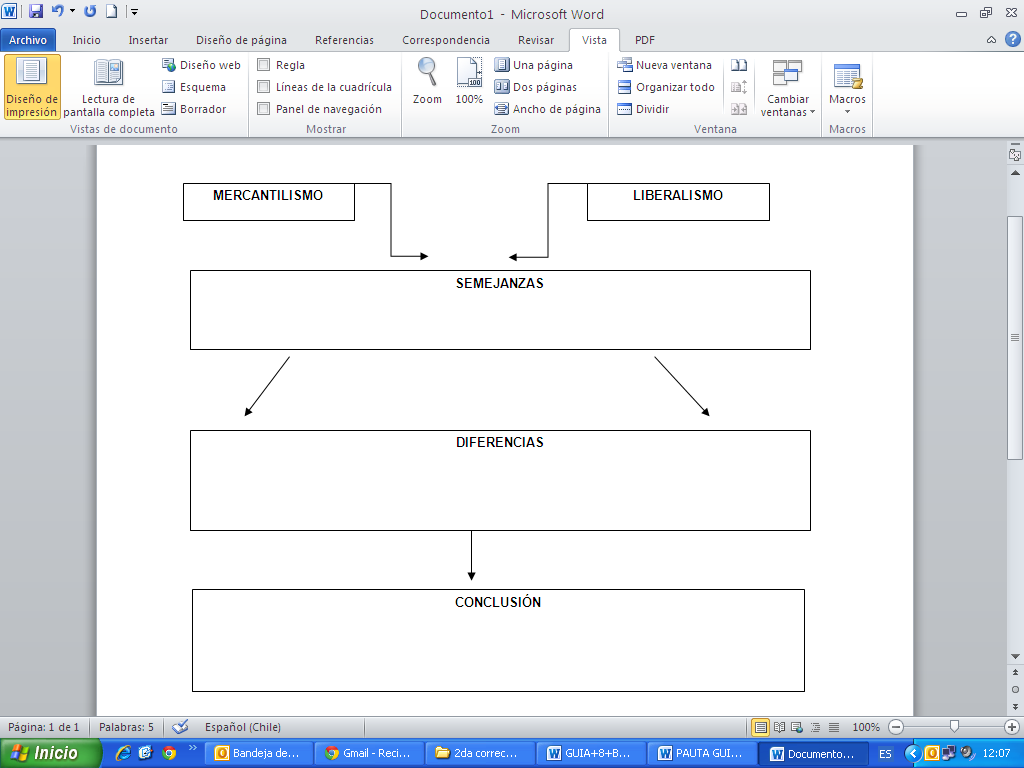 Documento1 - Microsoft Word
Archivo Inicio Insertar Diseño de página Referencias Correspondencia Revisar Vista PDF
Diseño de impresión
Lectura de pantalla completa
Diseño web
Esquema
Borrador
Vistas de documento
Regla
Líneas de la cuadrícula
Panel de navegación
Mostrar
Zoom
100%
Una página
Dos páginas
Ancho de página
Zoom
Nueva ventana
Organizar todo
Dividir
Cambiar ventanas
Ventana
Macros
Macros
MERCANTILISMO
LIBERALISMO
SEMEJANZAS
DIFERENCIAS
CONCLUSIÓN
Página: 1 de 1 Palabras: 5 Español (Chile) 100%
Inicio Bandeja de... Gmail - Reci... 2da correc... GUIA+8+B... PAUTA GUI... Documento... ES 12:07